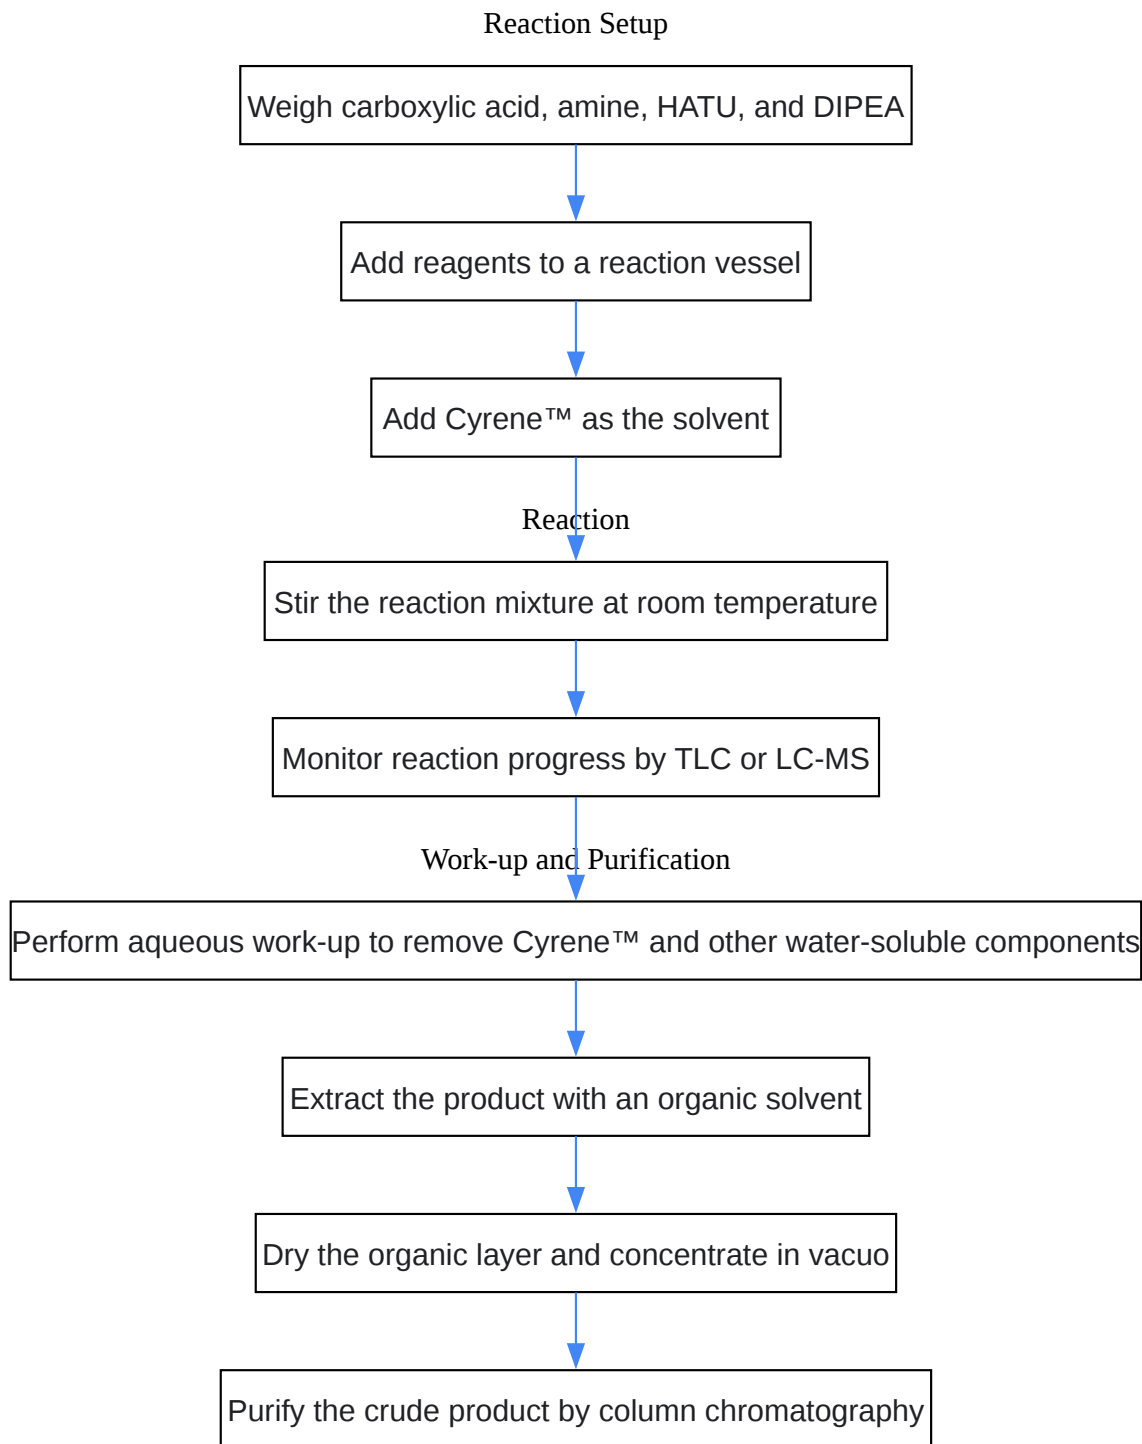 Reaction Setup
Weigh carboxylic acid, amine, HATU, and DIPEA
Add reagents to a reaction vessel
Add Cyrene™ as the solvent
Reaction
Stir the reaction mixture at room temperature
Monitor reaction progress by TLC or LC-MS
Work-up and Purification
Perform aqueous work-up to remove Cyrene™ and other water-soluble components
Extract the product with an organic solvent
Dry the organic layer and concentrate in vacuo
Purify the crude product by column chromatography